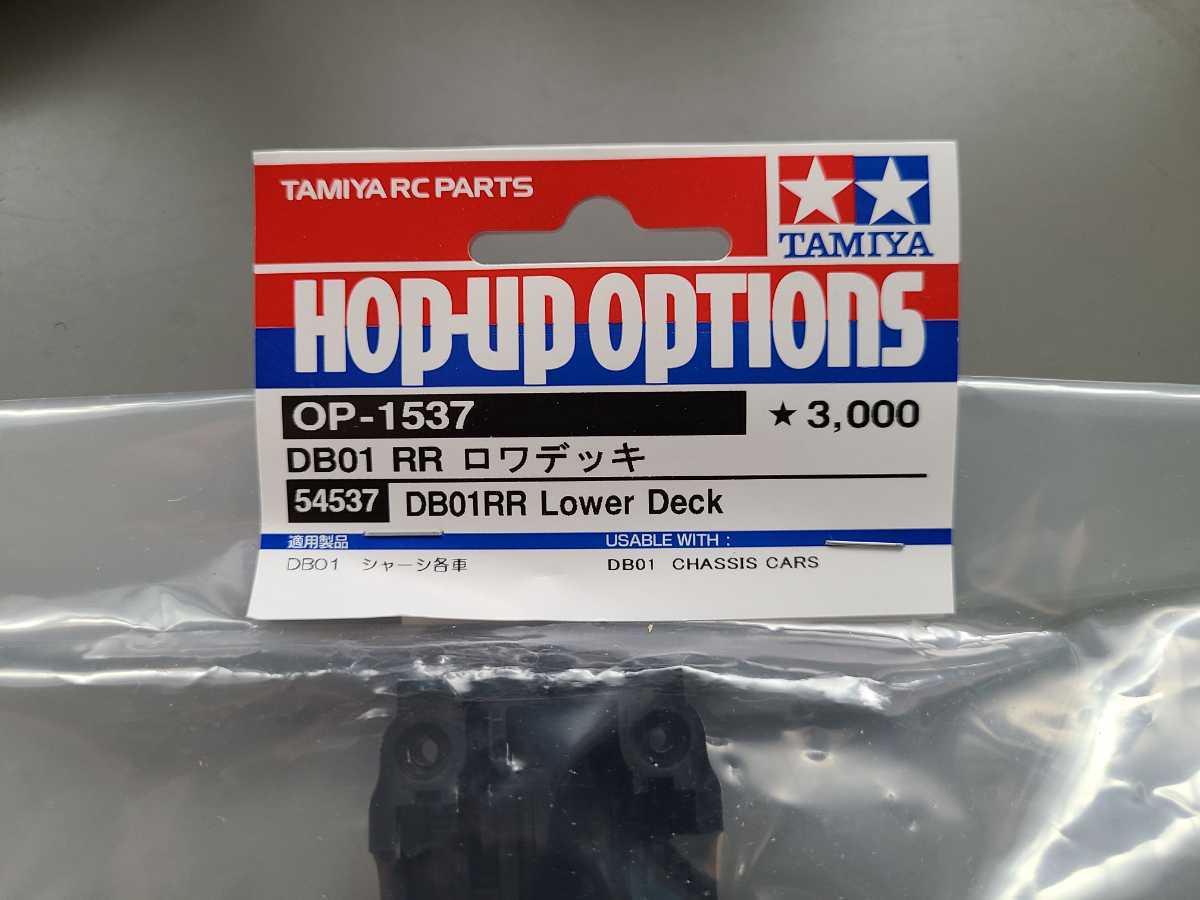 TAMIYA RC PARTS
TAMIYA
HOP-UP OPTIONS
OP-1537 ★ 3,000
DB01 RR ロワデッキ
54537 DB01RR Lower Deck
適用製品 USABLE WITH :
DB01 シャーシ各車 DB01 CHASSIS CARS